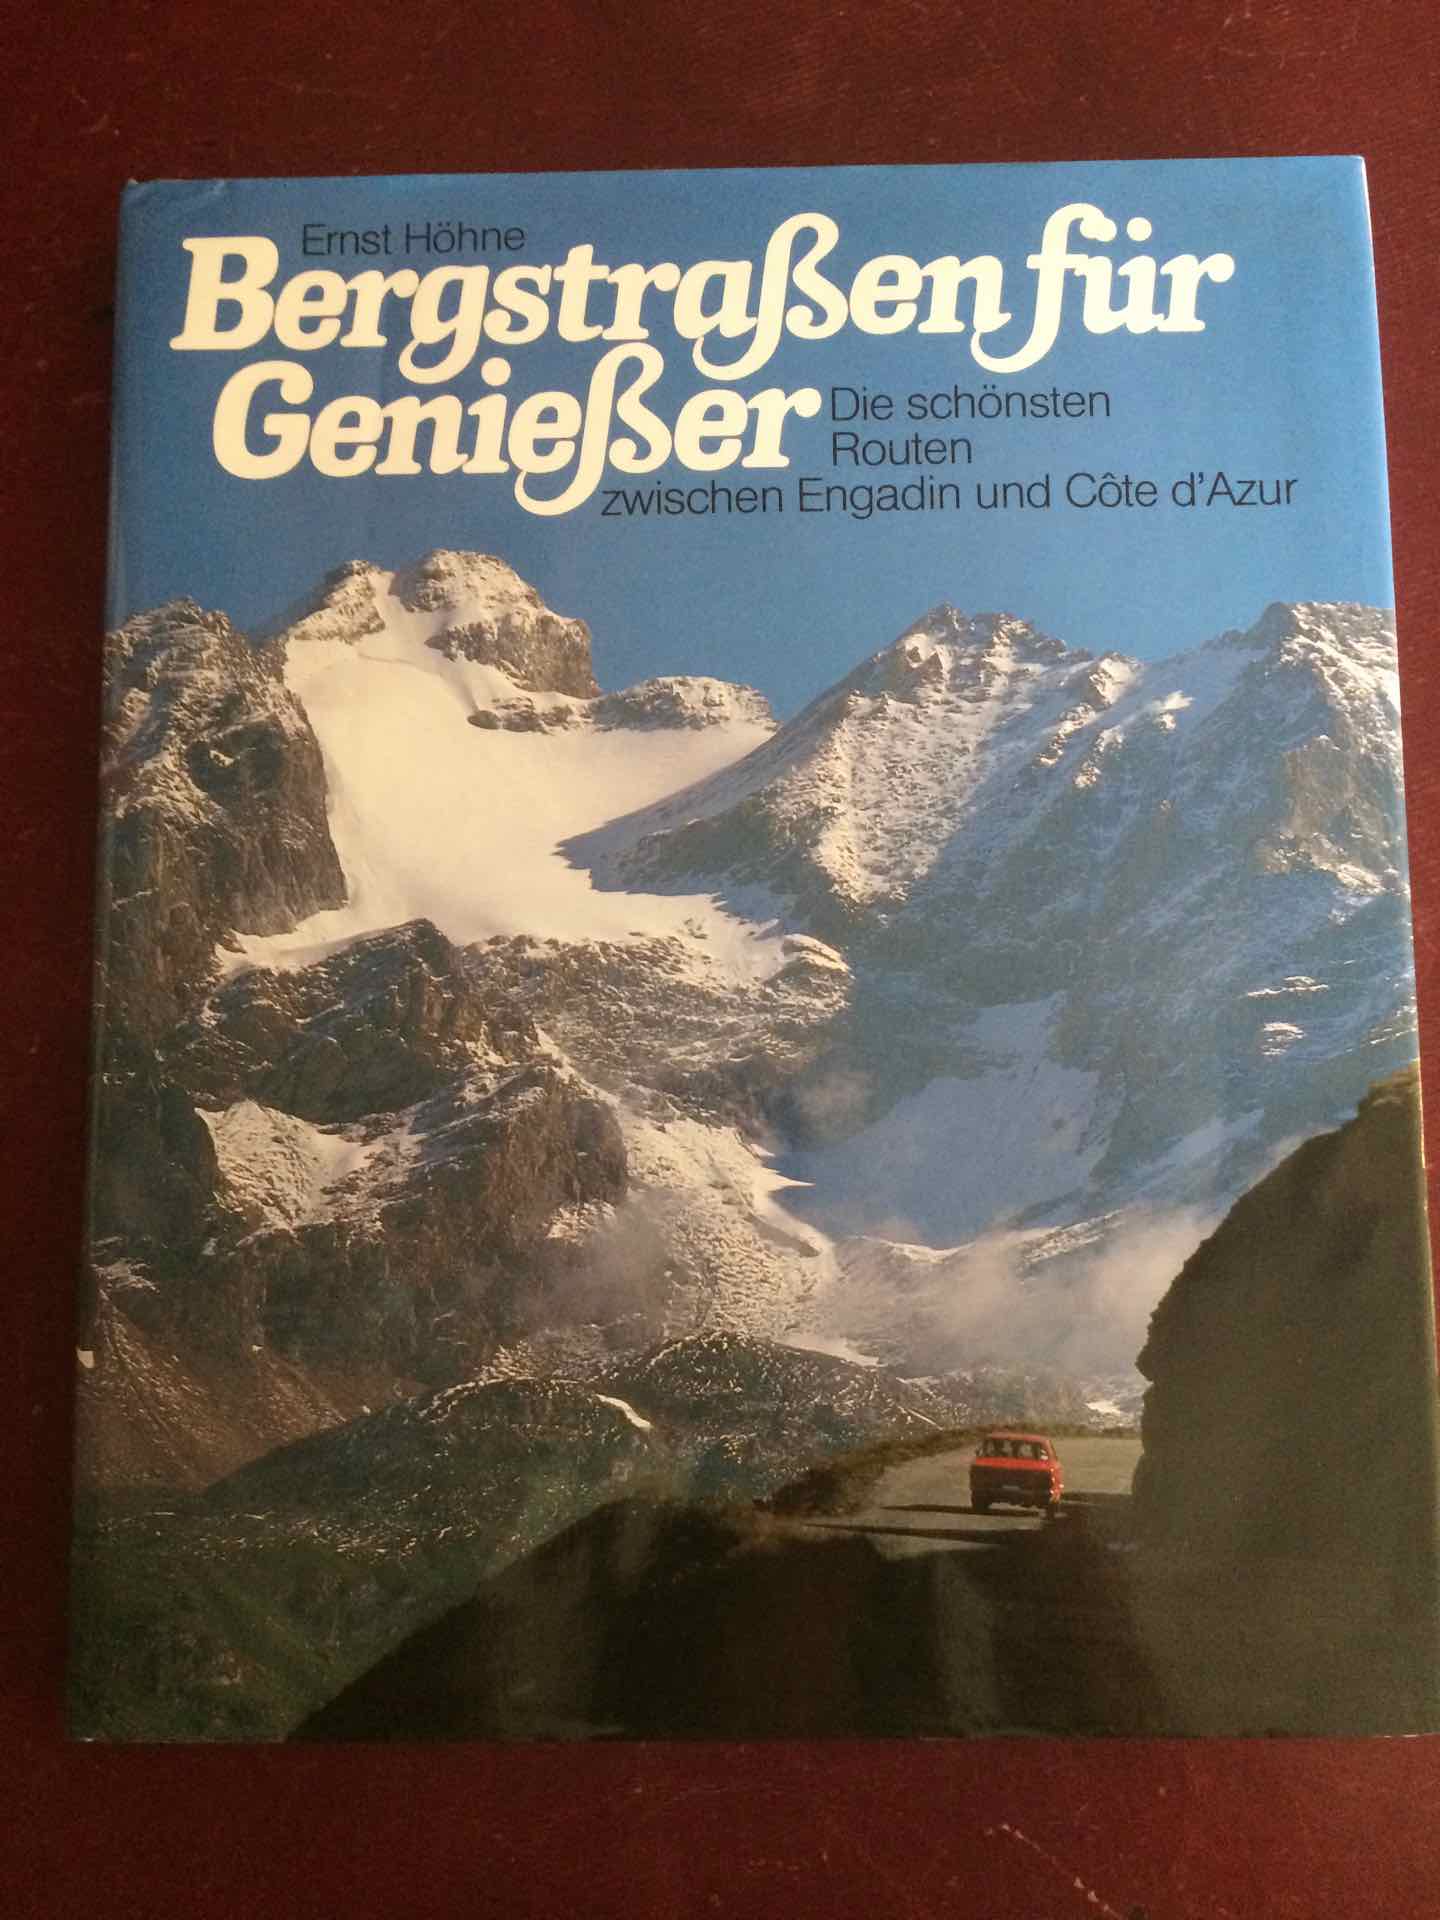 Ernst Höhne
Bergstraßen für
Genießer
Die schönsten
Routen
zwischen Engadin und Côte d'Azur